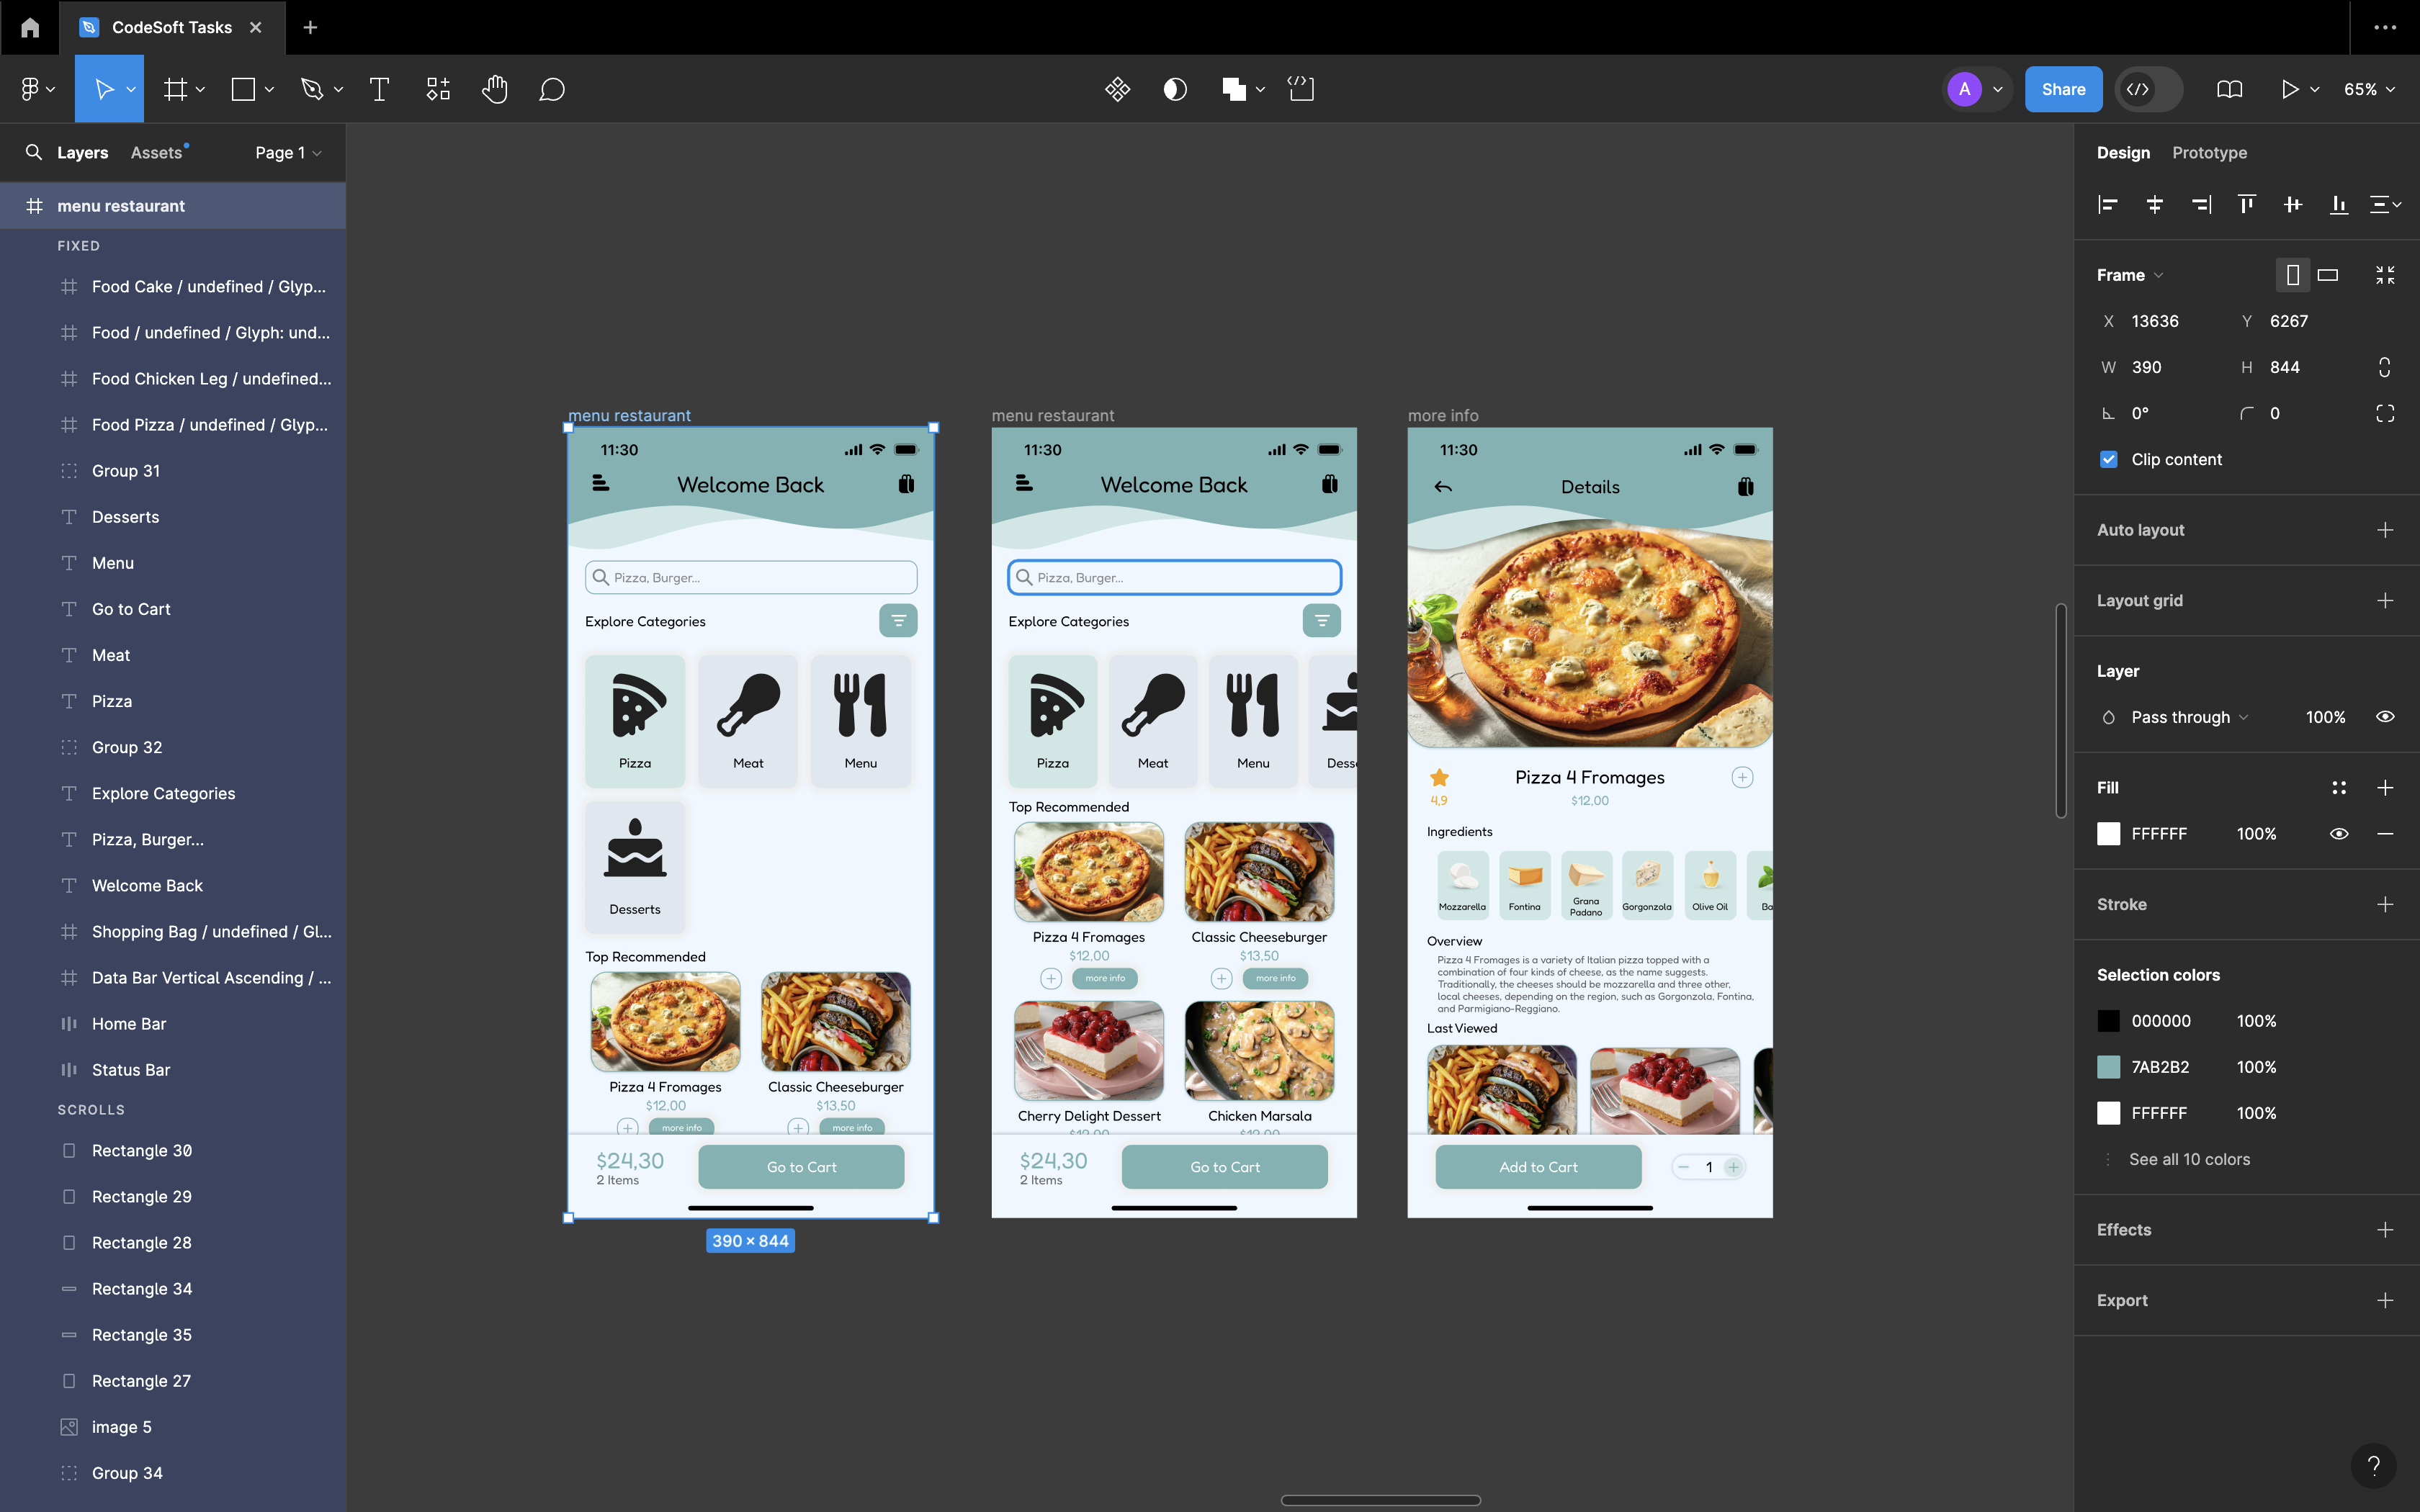 CodeSoft Tasks
A
Share
65%
Layers
Assets
Page 1
menu restaurant
FIXED
Food Cake / undefined / Glyp...
Food / undefined / Glyph: und...
Food Chicken Leg / undefined...
Food Pizza / undefined / Glyp...
Group 31
Desserts
Menu
Go to Cart
Meat
Pizza
Group 32
Explore Categories
Pizza, Burger...
Welcome Back
Shopping Bag / undefined / Gl...
Data Bar Vertical Ascending / ...
Home Bar
Status Bar
SCROLLS
Rectangle 30
Rectangle 29
Rectangle 28
Rectangle 34
Rectangle 35
Rectangle 27
image 5
Group 34
menu restaurant
11:30
Welcome Back
Pizza, Burger...
Explore Categories
Pizza
Meat
Menu
Desserts
Top Recommended
Pizza 4 Fromages
Classic Cheeseburger
$12,00
$13,50
more info
more info
$24,30
2 Items
Go to Cart
390 × 844
menu restaurant
11:30
Welcome Back
Pizza, Burger...
Explore Categories
Pizza
Meat
Menu
Desse
Top Recommended
Pizza 4 Fromages
Classic Cheeseburger
$12,00
$13,50
more info
more info
Cherry Delight Dessert
Chicken Marsala
$12,00
$12,00
$24,30
2 Items
Go to Cart
more info
11:30
Details
Pizza 4 Fromages
4,9
$12,00
Ingredients
Mozzarella
Fontina
Grana
Padano
Gorgonzola
Olive Oil
Ba
Overview
Pizza 4 Fromages is a variety of Italian pizza topped with a
combination of four kinds of cheese, as the name suggests.
Traditionally, the cheeses should be mozzarella and three other,
local cheeses, depending on the region, such as Gorgonzola, Fontina,
and Parmigiano-Reggiano.
Last Viewed
Add to Cart
1
Design
Prototype
Frame
X 13636
Y 6267
W 390
H 844
0°
0
Clip content
Auto layout
Layout grid
Layer
Pass through
100%
Fill
FFFFFF
100%
Stroke
Selection colors
000000
100%
7AB2B2
100%
FFFFFF
100%
See all 10 colors
Effects
Export
?